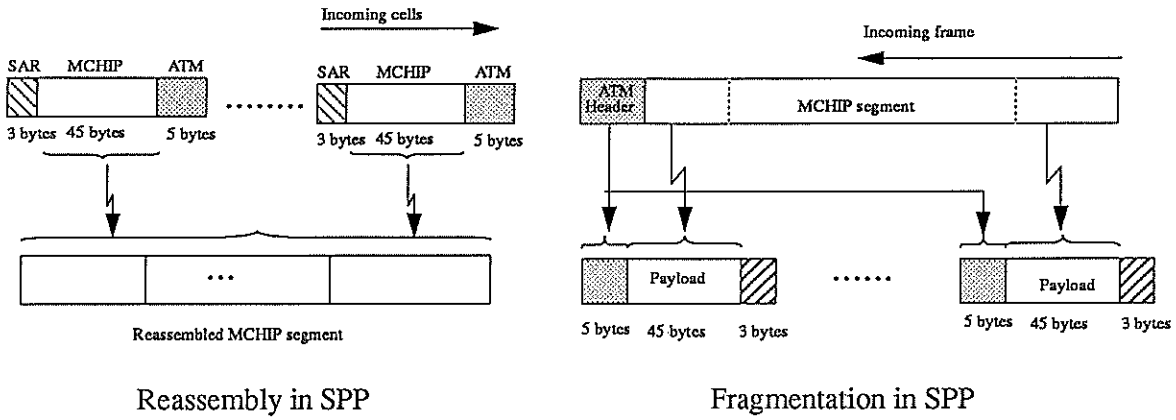 Incoming cells
SAR MCHIP ATM
3 bytes 45 bytes 5 bytes
SAR MCHIP ATM
3 bytes 45 bytes 5 bytes
Reassembled MCHIP segment
Reassembly in SPP
Incoming frame
ATM
Header
MCHIP segment
Payload
5 bytes 45 bytes 3 bytes
Payload
5 bytes 45 bytes 3 bytes
Fragmentation in SPP